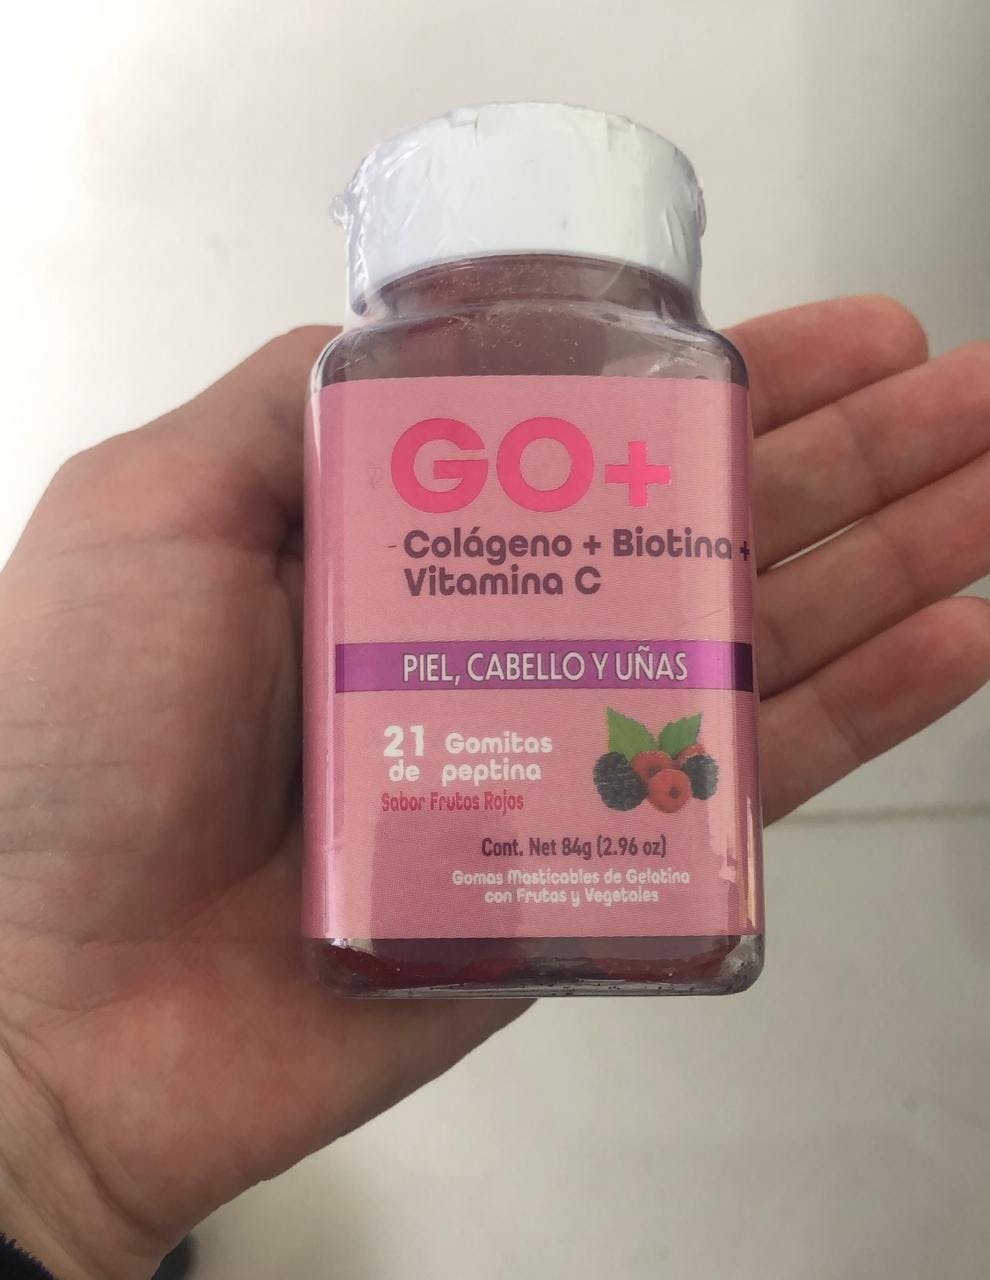 GO+
- Colágeno + Biotina +
Vitamina C
PIEL, CABELLO Y UÑAS
21 Gomitas
de peptina
Sabor Frutos Rojos
Cont. Net 84g (2.96 oz)
Gomas Masticables de Gelatina
con Frutas y Vegetales